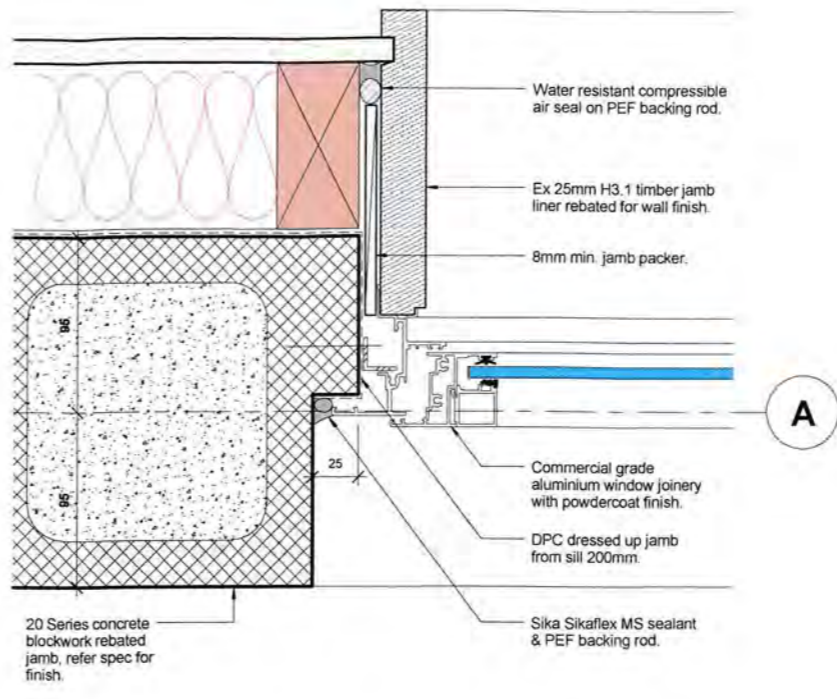 Water resistant compressible
air seal on PEF backing rod.
Ex 25mm H3.1 timber jamb
liner rebated for wall finish.
8mm min. jamb packer.
95
A
25
95
Commercial grade
aluminium window joinery
with powdercoat finish.
DPC dressed up jamb
from sill 200mm.
20 Series concrete
blockwork rebated
jamb, refer spec for
finish.
Sika Sikaflex MS sealant
& PEF backing rod.